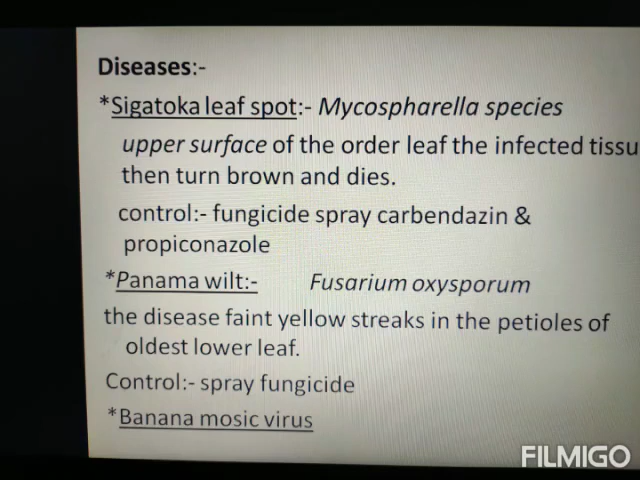 Diseases:-
*Sigatoka leaf spot:- Mycospharella species
upper surface of the order leaf the infected tissu
then turn brown and dies.
control:- fungicide spray carbendazin &
propiconazole
*Panama wilt:- Fusarium oxysporum
the disease faint yellow streaks in the petioles of
oldest lower leaf.
Control:- spray fungicide
*Banana mosic virus
FILMIGO